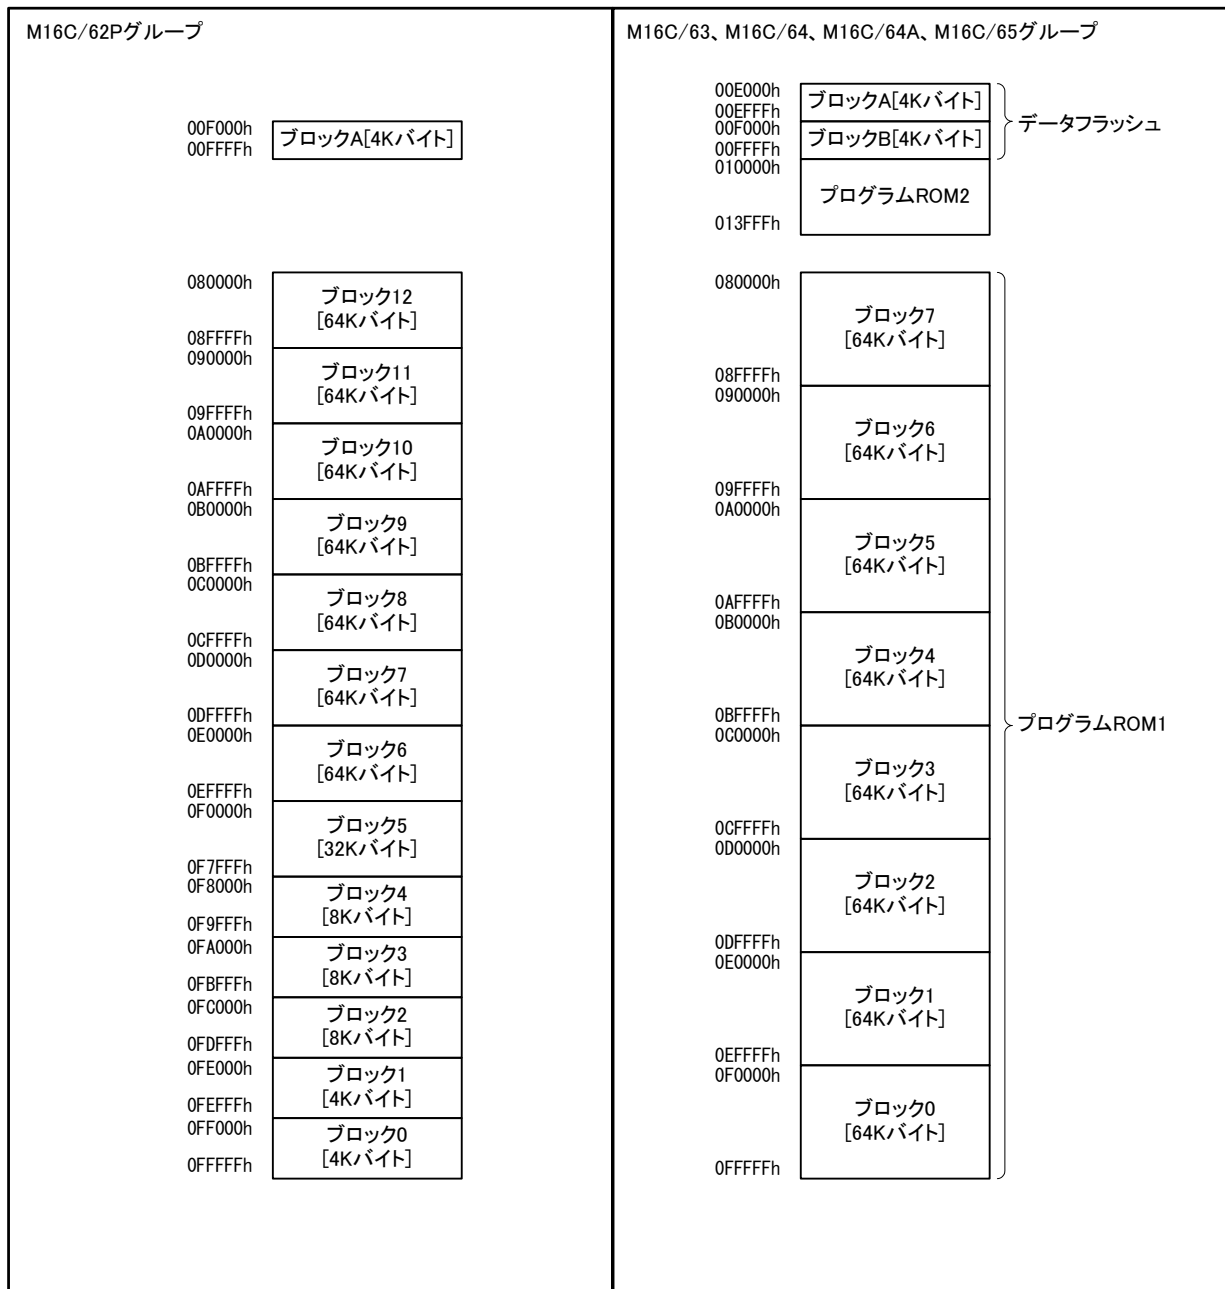 M16C/62Pグループ
00F000h
00FFFFh
ブロックA[4Kバイト]
080000h
ブロック12
[64Kバイト]
08FFFFh
090000h
ブロック11
[64Kバイト]
09FFFFh
0A0000h
ブロック10
[64Kバイト]
0AFFFFh
0B0000h
ブロック9
[64Kバイト]
0BFFFFh
0C0000h
ブロック8
[64Kバイト]
0CFFFFh
0D0000h
ブロック7
[64Kバイト]
0DFFFFh
0E0000h
ブロック6
[64Kバイト]
0EFFFFh
0F0000h
ブロック5
[32Kバイト]
0F7FFFh
0F8000h
ブロック4
[8Kバイト]
0F9FFFh
0FA000h
ブロック3
[8Kバイト]
0FBFFFh
0FC000h
ブロック2
[8Kバイト]
0FDFFFh
0FE000h
ブロック1
[4Kバイト]
0FEFFFh
0FF000h
ブロック0
[4Kバイト]
0FFFFFh
M16C/63、M16C/64、M16C/64A、M16C/65グループ
00E000h
00EFFFh
ブロックA[4Kバイト]
00F000h
00FFFFh
ブロックB[4Kバイト]
データフラッシュ
010000h
プログラムROM2
013FFFh
080000h
ブロック7
[64Kバイト]
08FFFFh
090000h
ブロック6
[64Kバイト]
09FFFFh
0A0000h
ブロック5
[64Kバイト]
0AFFFFh
0B0000h
ブロック4
[64Kバイト]
0BFFFFh
0C0000h
プログラムROM1
ブロック3
[64Kバイト]
0CFFFFh
0D0000h
ブロック2
[64Kバイト]
0DFFFFh
0E0000h
ブロック1
[64Kバイト]
0EFFFFh
0F0000h
ブロック0
[64Kバイト]
0FFFFFh